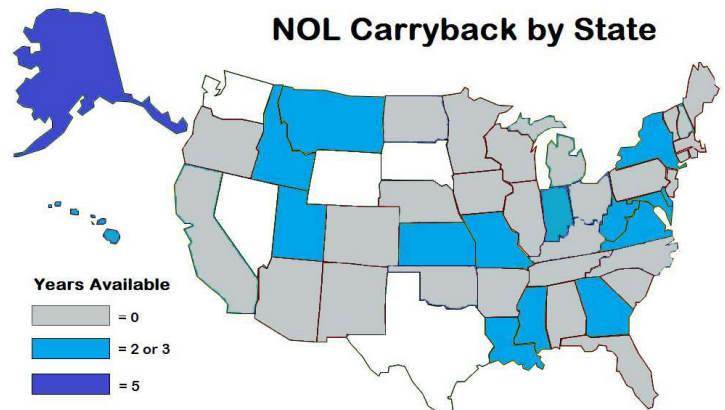 NOL Carryback by State
Years Available
= 0
= 2 or 3
= 5